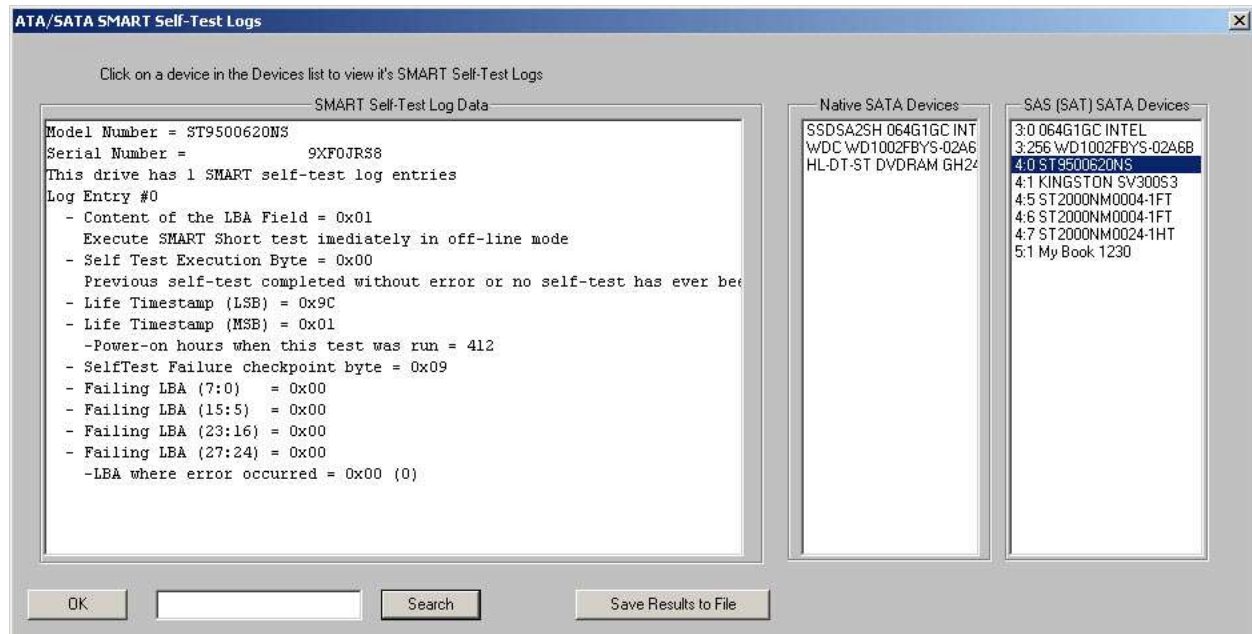 ATA/SATA SMART Self-Test Logs
Click on a device in the Devices list to view it's SMART Self-Test Logs
SMART Self-Test Log Data
Model Number = ST9500620NS
Serial Number = 9XF0JRS8
This drive has 1 SMART self-test log entries
Log Entry #0
- Content of the LBA Field = 0x01
Execute SMART Short test imediately in off-line mode
- Self Test Execution Byte = 0x00
Previous self-test completed without error or no self-test has ever bee
- Life Timestamp (LSB) = 0x9C
- Life Timestamp (MSB) = 0x01
-Power-on hours when this test was run = 412
- SelfTest Failure checkpoint byte = 0x09
- Failing LBA (7:0) = 0x00
- Failing LBA (15:5) = 0x00
- Failing LBA (23:16) = 0x00
- Failing LBA (27:24) = 0x00
-LBA where error occurred = 0x00 (0)
Native SATA Devices
SSDSA2SH 064G1GC INT
WDC WD1002FBYS-02A6
HL-DT-ST DVDRAM GH24
SAS (SAT) SATA Devices
3:0 064G1GC INTEL
3:256 WD1002FBYS-02A6B
4:0 ST9500620NS
4:1 KINGSTON SV300S3
4:5 ST2000NM0004-1FT
4:6 ST2000NM0004-1FT
4:7 ST2000NM0024-1HT
5:1 My Book 1230
OK
Search
Save Results to File